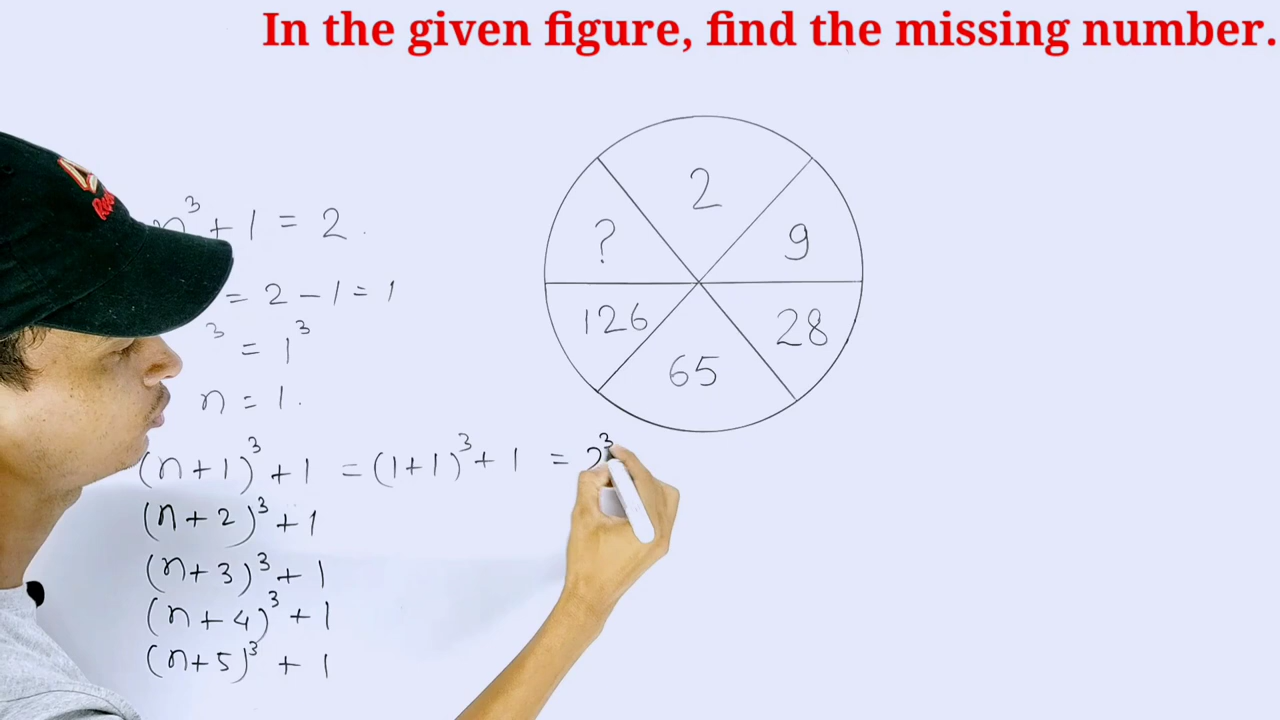 In the given figure, find the missing number.
n³ + 1 = 2.
= 2 - 1 = 1
³ = 1³
n = 1.
(n+1)³ + 1 = (1+1)³ + 1 = 2³
(n+2)³ + 1
(n+3)³ + 1
(n+4)³ + 1
(n+5)³ + 1
2
? 9
126 28
65